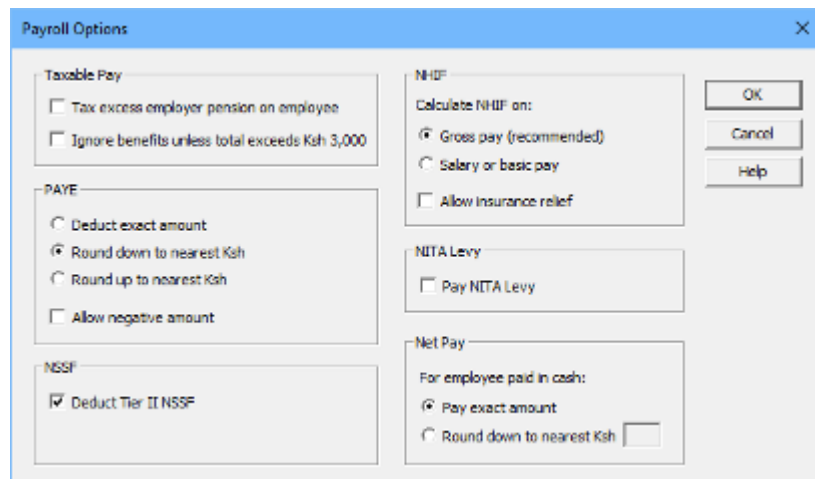 Payroll Options
Taxable Pay
Tax excess employer pension on employee
Ignore benefits unless total exceeds Ksh 3,000
PAYE
Deduct exact amount
Round down to nearest Ksh
Round up to nearest Ksh
Allow negative amount
NSSF
Deduct Tier II NSSF
NHIF
Calculate NHIF on:
Gross pay (recommended)
Salary or basic pay
Allow insurance relief
NITA Levy
Pay NITA Levy
Net Pay
For employee paid in cash:
Pay exact amount
Round down to nearest Ksh
OK
Cancel
Help